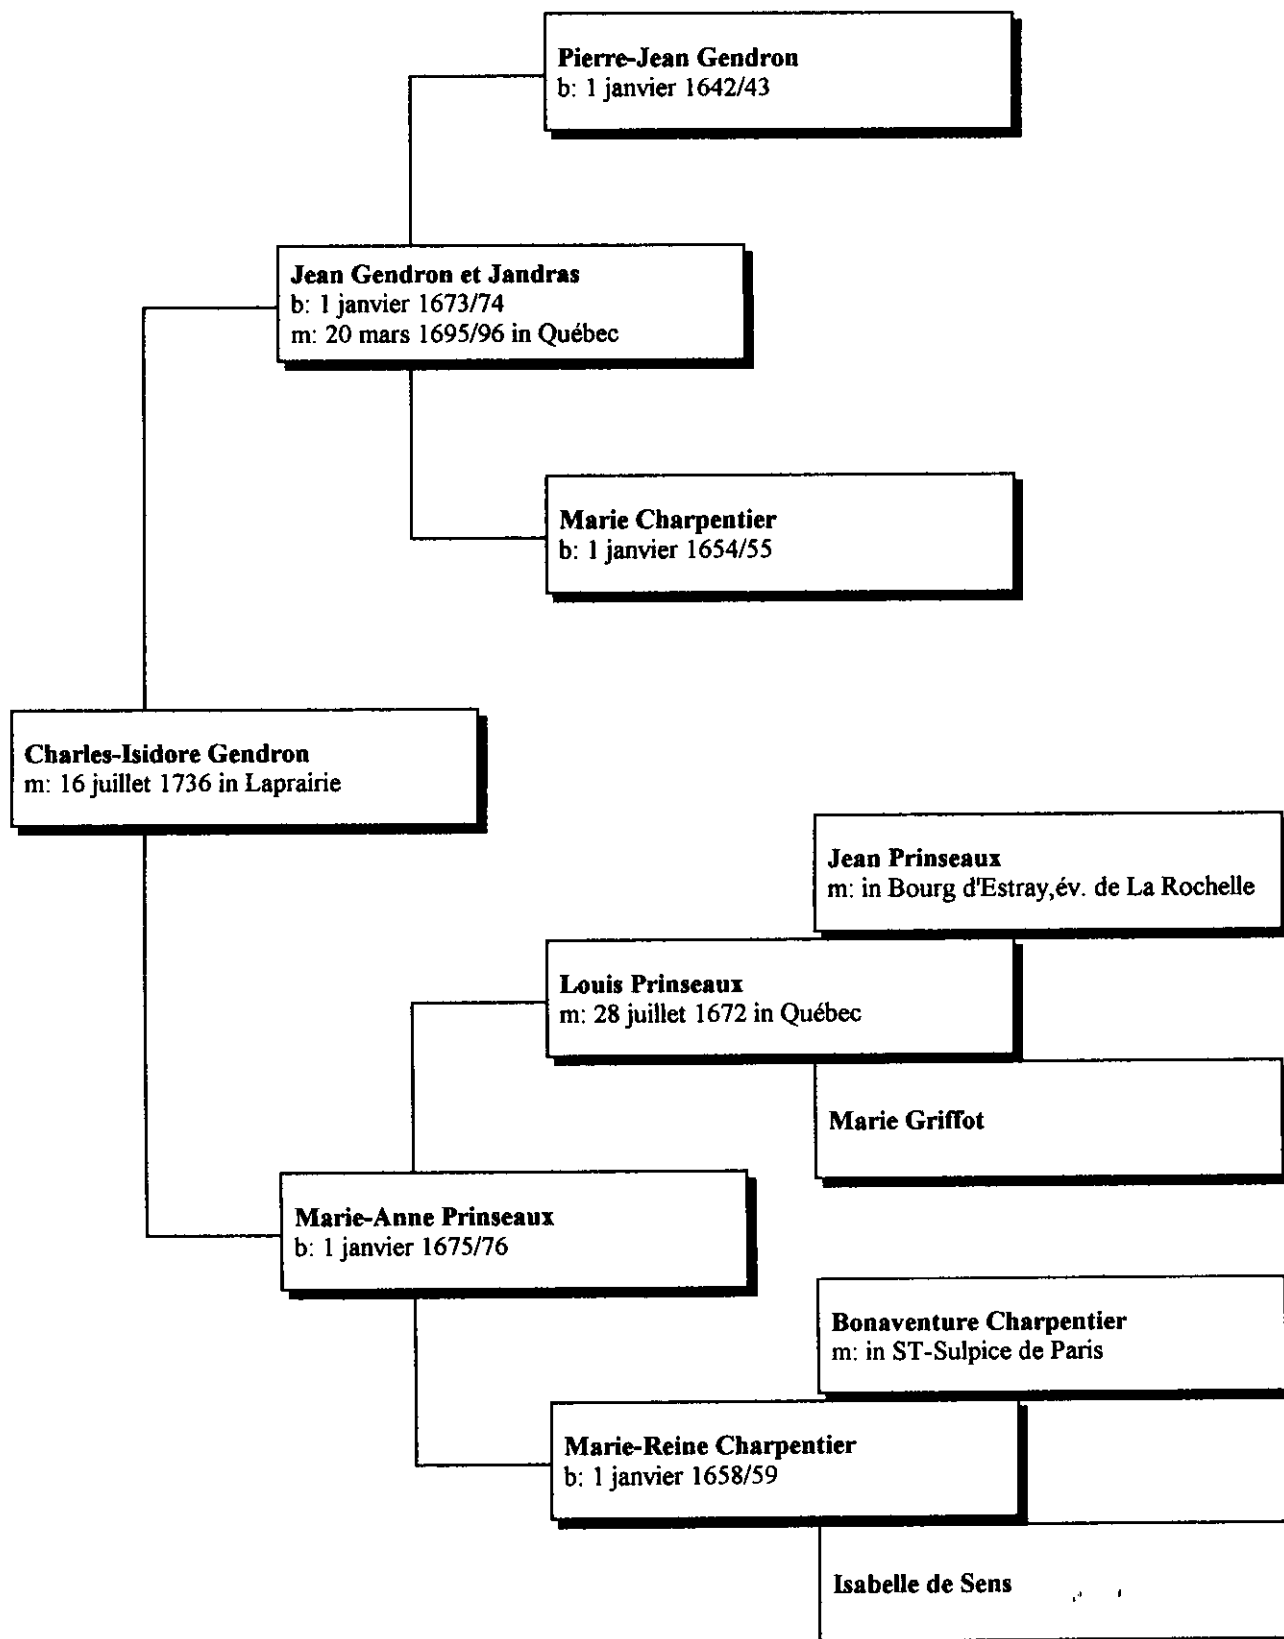 Pierre-Jean Gendron
b: 1 janvier 1642/43
Jean Gendron et Jandras
b: 1 janvier 1673/74
m: 20 mars 1695/96 in Québec
Marie Charpentier
b: 1 janvier 1654/55
Charles-Isidore Gendron
m: 16 juillet 1736 in Laprairie
Jean Prinseaux
m: in Bourg d'Estray,év. de La Rochelle
Louis Prinseaux
m: 28 juillet 1672 in Québec
Marie Griffot
Marie-Anne Prinseaux
b: 1 janvier 1675/76
Bonaventure Charpentier
m: in ST-Sulpice de Paris
Marie-Reine Charpentier
b: 1 janvier 1658/59
Isabelle de Sens